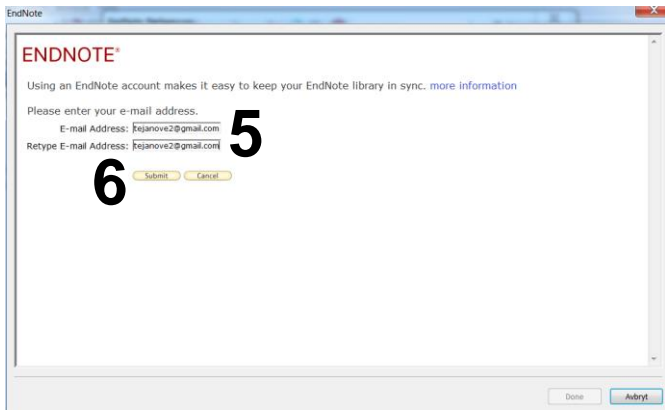 EndNote
ENDNOTE®
Using an EndNote account makes it easy to keep your EndNote library in sync. more information
Please enter your e-mail address.
E-mail Address: tejanove2@gmail.com
Retype E-mail Address: tejanove2@gmail.com
5
6
Submit Cancel
Done Avbryt